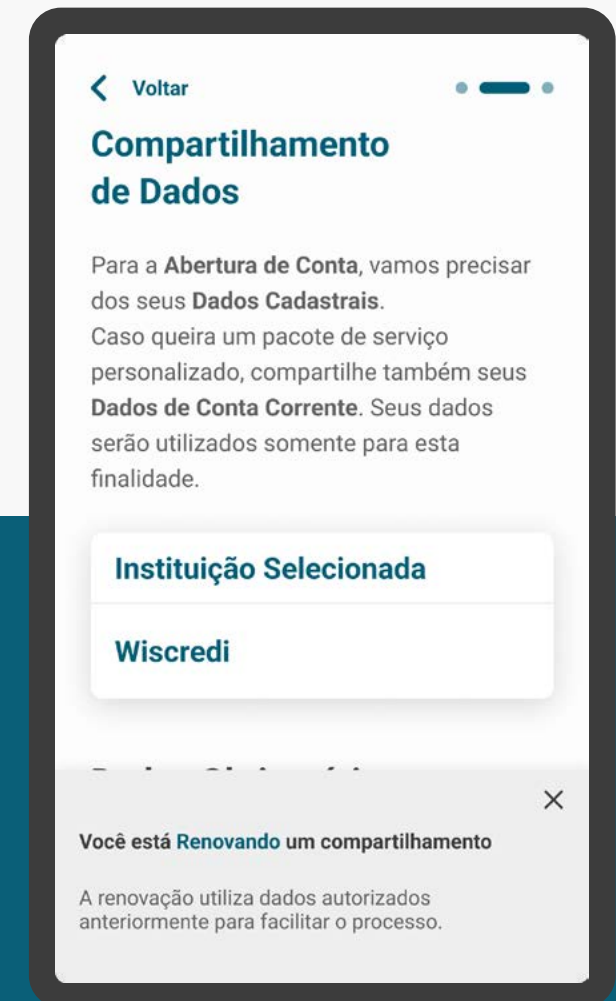 Voltar
Compartilhamento
de Dados
Para a Abertura de Conta, vamos precisar
dos seus Dados Cadastrais.
Caso queira um pacote de serviço
personalizado, compartilhe também seus
Dados de Conta Corrente. Seus dados
serão utilizados somente para esta
finalidade.
Instituição Selecionada
Wiscredi
Você está Renovando um compartilhamento
A renovação utiliza dados autorizados
anteriormente para facilitar o processo.